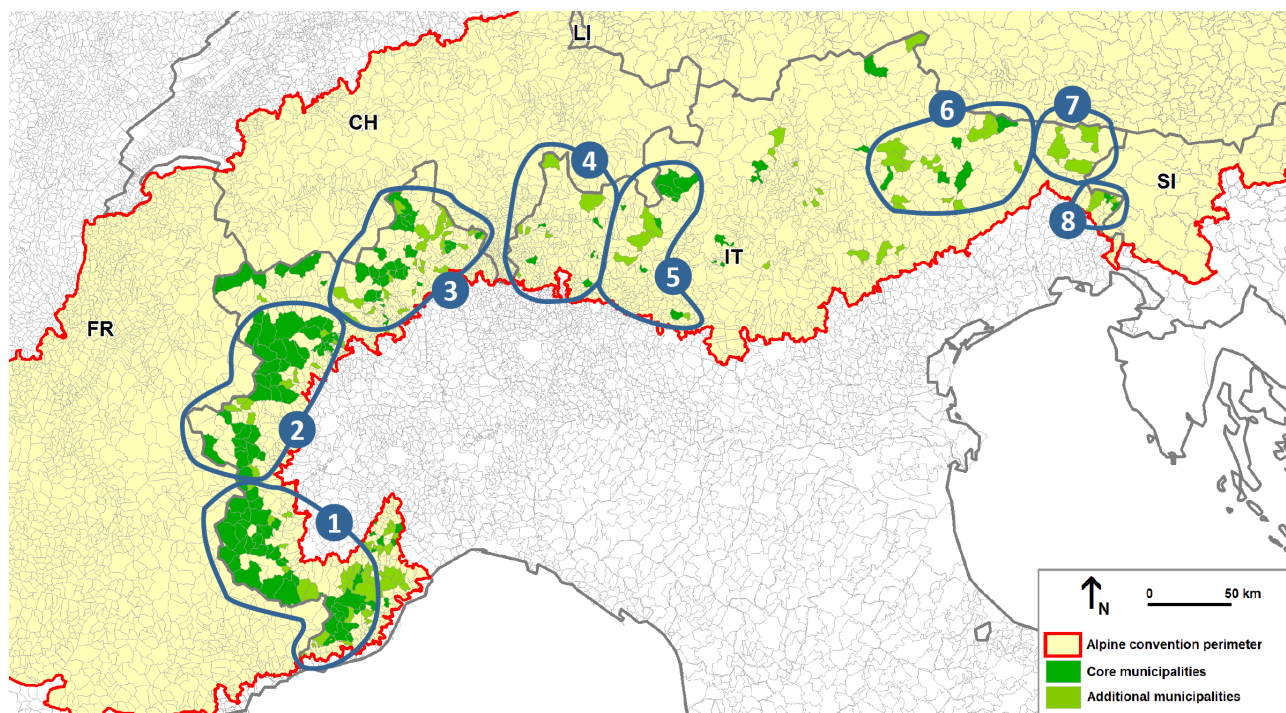 LI
CH
6
7
4
SI
8
IT
3
5
FR
2
1
N
0 50 km
Alpine convention perimeter
Core municipalities
Additional municipalities